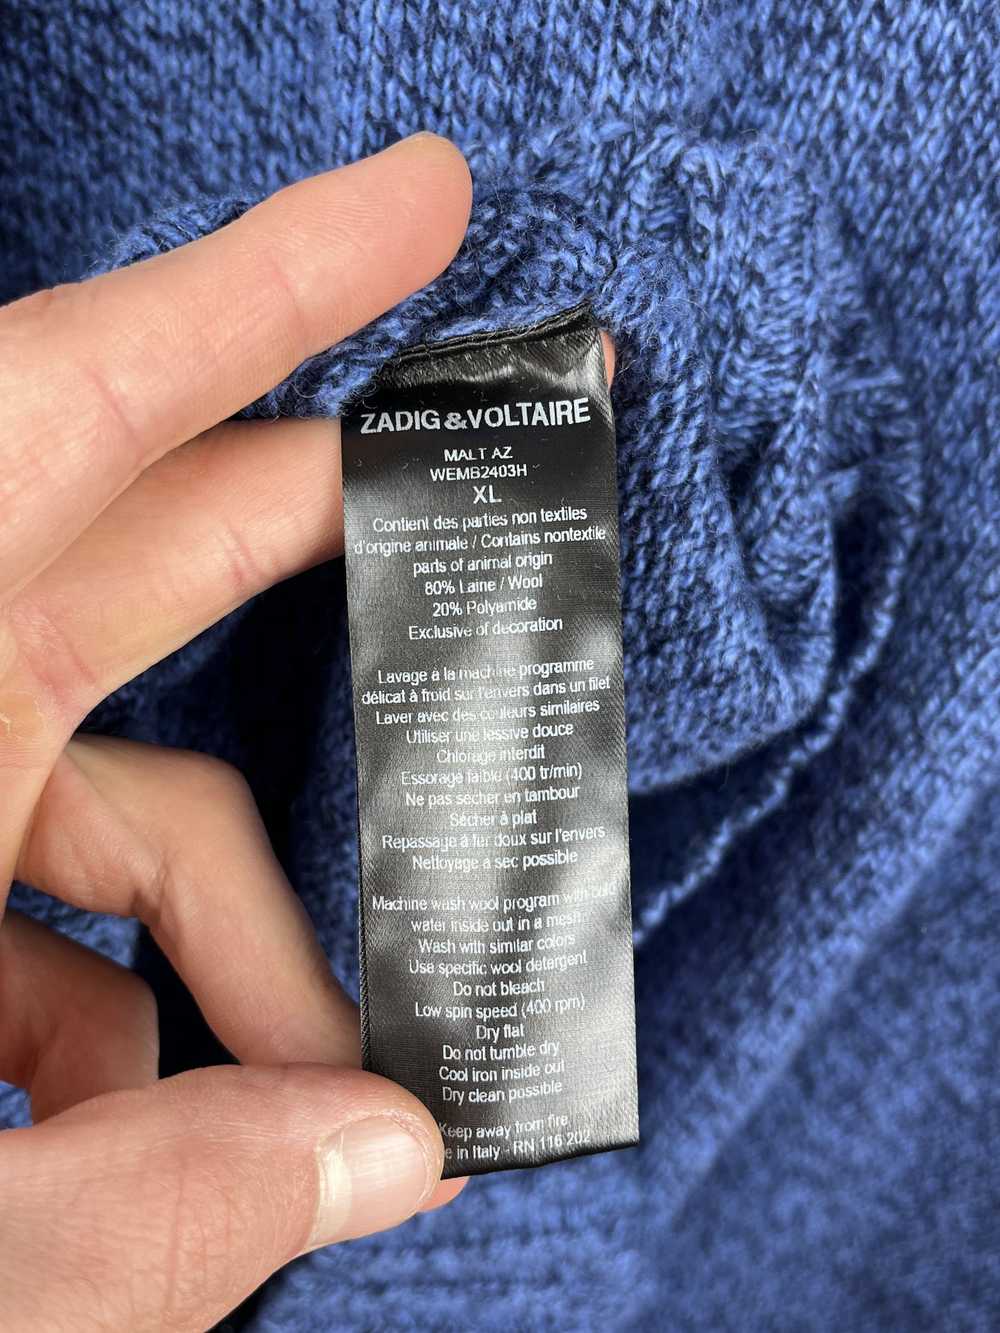 ZADIG&VOLTAIRE
MALT AZ
WEMB2403H
XL
Contient des parties non textiles
d'origine animale / Contains nontextile
parts of animal origin
80% Laine / Wool
20% Polyamide
Exclusive of decoration
Lavage à la machine programme
délicat à froid sur l'envers dans un filet
Laver avec des couleurs similaires
Utiliser une lessive douce
Chlorage interdit
Essorage faible (400 tr/min)
Ne pas sécher en tambour
Sécher à plat
Repassage à fer doux sur l'envers
Nettoyage à sec possible
Machine wash wool program with cold
water inside out in a mesh
Wash with similar colors
Use specific wool detergent
Do not bleach
Low spin speed (400 rpm)
Dry flat
Do not tumble dry
Cool iron inside out
Dry clean possible
Keep away from fire
in Italy - RN 116 202